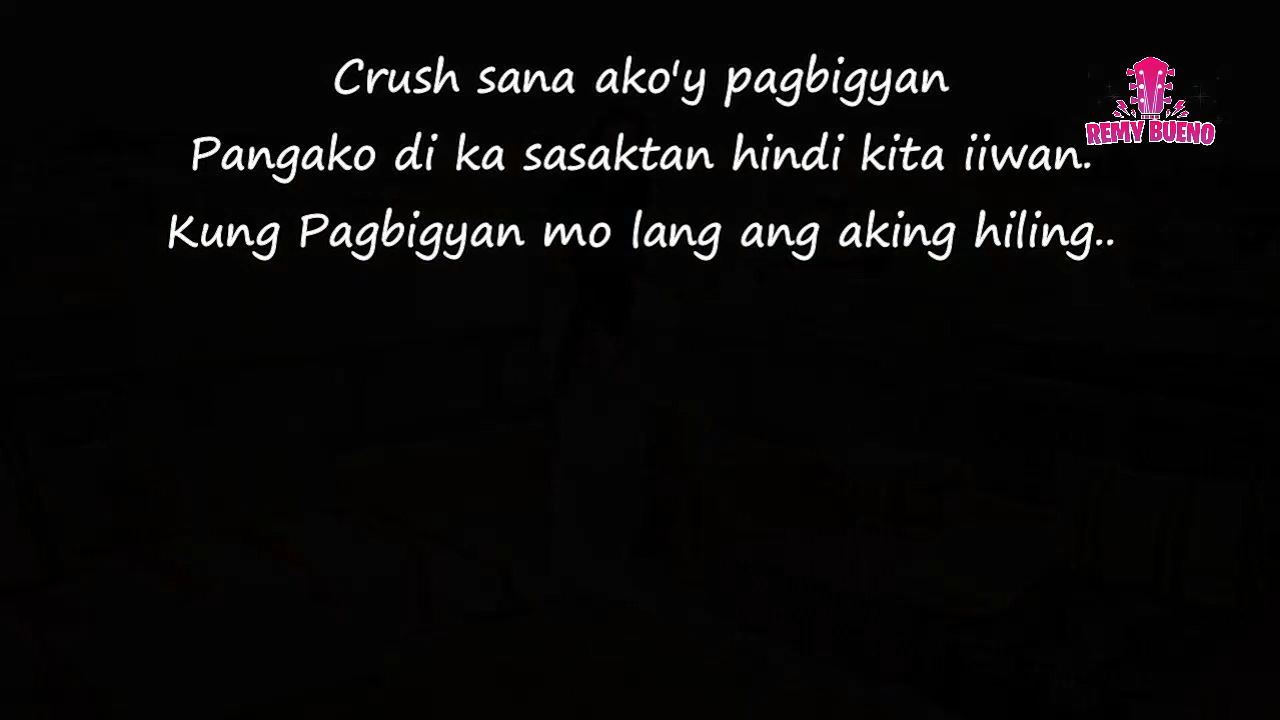 Crush sana ako'y pagbigyan
Pangako di ka sasaktan hindi kita iiwan.
Kung Pagbigyan mo lang ang aking hiling..
REMY BUENO